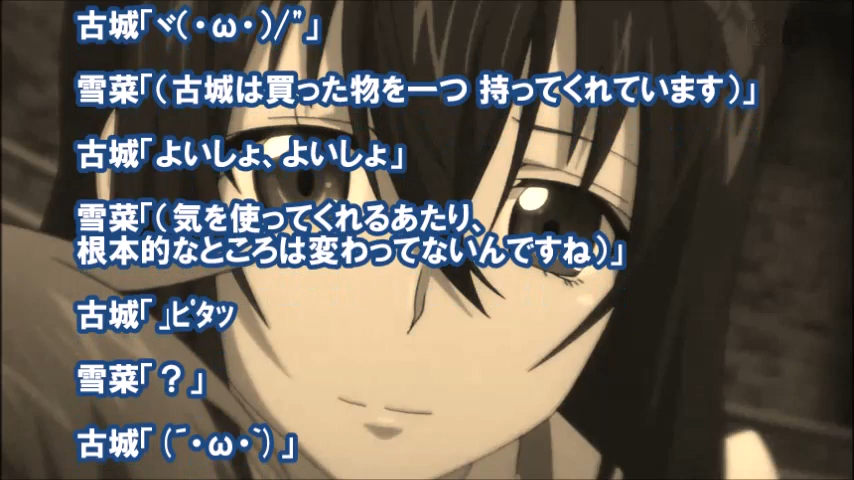 古城「ヾ(・ω・)/"」
雪菜「（古城は買った物を一つ 持ってくれています）」
古城「よいしょ、よいしょ」
雪菜「（気を使ってくれるあたり、
根本的なところは変わってないんですね）」
古城「 」ﾋﾟﾀｯ
雪菜「？」
古城「（´・ω・`）」